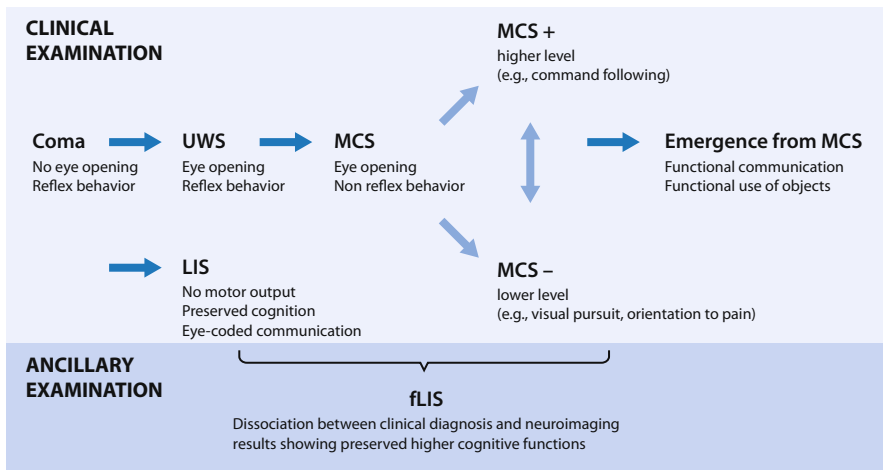 CLINICAL
EXAMINATION
MCS +
higher level
(e.g., command following)
Coma
No eye opening
Reflex behavior
UWS
Eye opening
Reflex behavior
MCS
Eye opening
Non reflex behavior
Emergence from MCS
Functional communication
Functional use of objects
LIS
No motor output
Preserved cognition
Eye-coded communication
MCS –
lower level
(e.g., visual pursuit, orientation to pain)
ANCILLARY
EXAMINATION
fLIS
Dissociation between clinical diagnosis and neuroimaging
results showing preserved higher cognitive functions